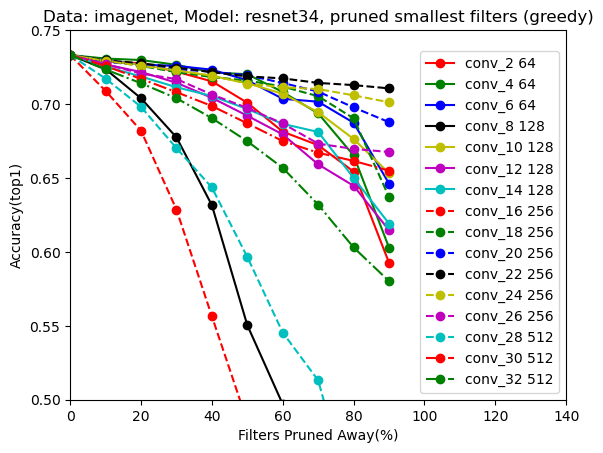 Data: imagenet, Model: resnet34, pruned smallest filters (greedy)
Accuracy(top1)
0.75
0.70
0.65
0.60
0.55
0.50
conv_2 64
conv_4 64
conv_6 64
conv_8 128
conv_10 128
conv_12 128
conv_14 128
conv_16 256
conv_18 256
conv_20 256
conv_22 256
conv_24 256
conv_26 256
conv_28 512
conv_30 512
conv_32 512
0 20 40 60 80 100 120 140
Filters Pruned Away(%)